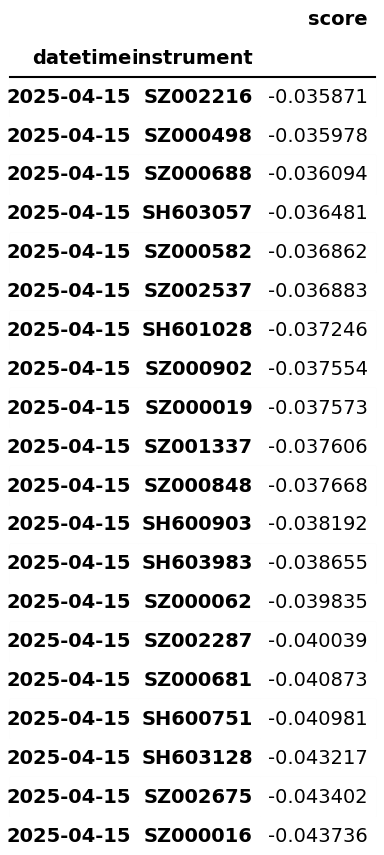 score
datetime instrument
2025-04-15 SZ002216 -0.035871
2025-04-15 SZ000498 -0.035978
2025-04-15 SZ000688 -0.036094
2025-04-15 SH603057 -0.036481
2025-04-15 SZ000582 -0.036862
2025-04-15 SZ002537 -0.036883
2025-04-15 SH601028 -0.037246
2025-04-15 SZ000902 -0.037554
2025-04-15 SZ000019 -0.037573
2025-04-15 SZ001337 -0.037606
2025-04-15 SZ000848 -0.037668
2025-04-15 SH600903 -0.038192
2025-04-15 SH603983 -0.038655
2025-04-15 SZ000062 -0.039835
2025-04-15 SZ002287 -0.040039
2025-04-15 SZ000681 -0.040873
2025-04-15 SH600751 -0.040981
2025-04-15 SH603128 -0.043217
2025-04-15 SZ002675 -0.043402
2025-04-15 SZ000016 -0.043736